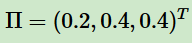 Π = (0.2, 0.4, 0.4)ᵀ